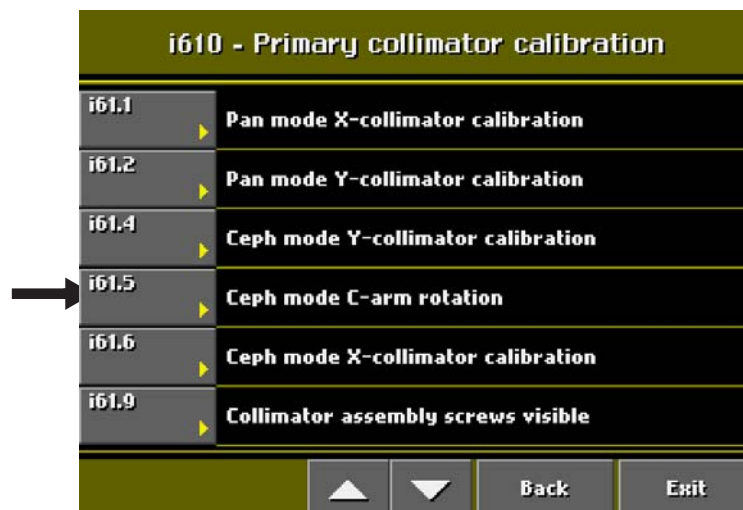 i610 - Primary collimator calibration
i61.1 Pan mode X-collimator calibration
i61.2 Pan mode Y-collimator calibration
i61.4 Ceph mode Y-collimator calibration
i61.5 Ceph mode C-arm rotation
i61.6 Ceph mode X-collimator calibration
i61.9 Collimator assembly screws visible
Back Exit